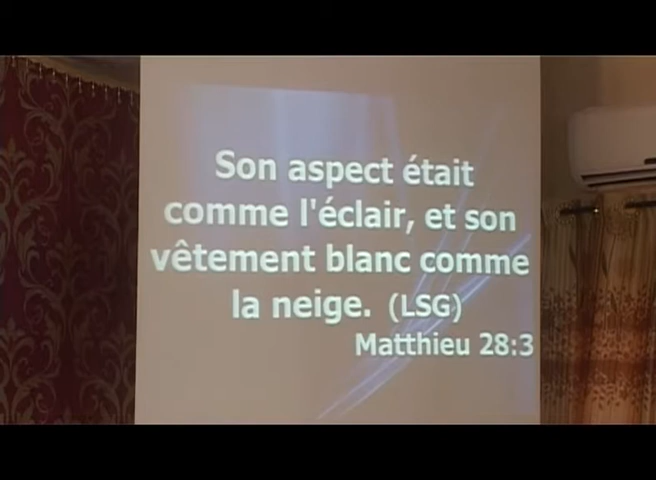 Son aspect était
comme l'éclair, et son
vêtement blanc comme
la neige. (LSG)
Matthieu 28:3